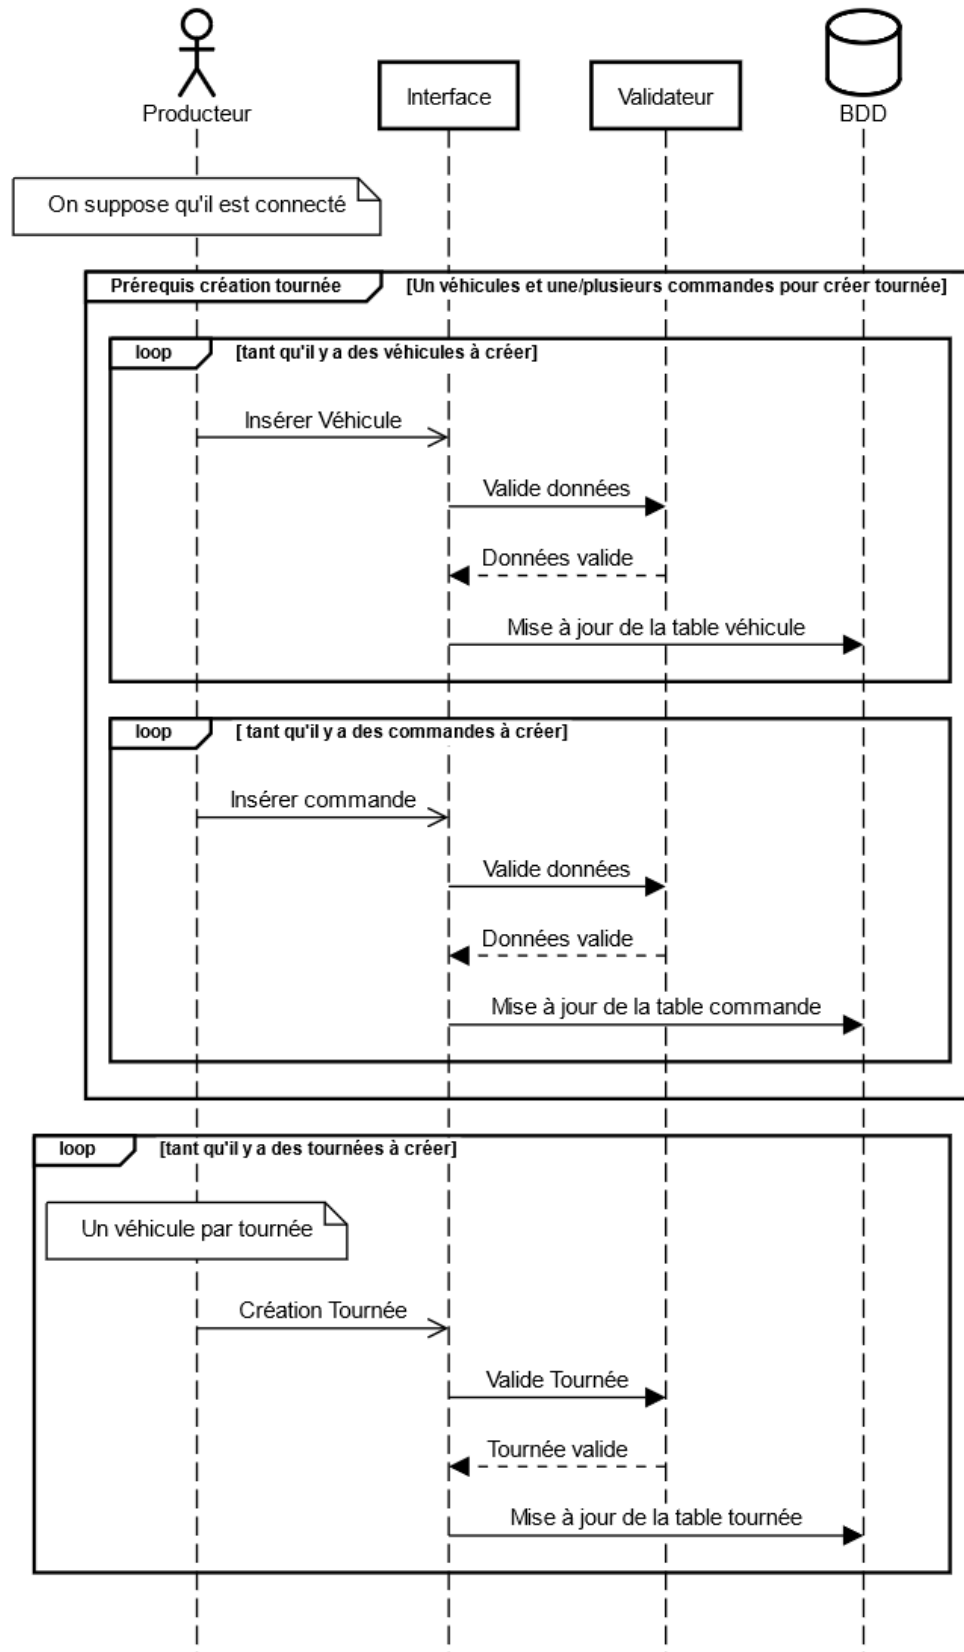 Producteur
Interface
Validateur
BDD
On suppose qu'il est connecté
Prérequis création tournée
[Un véhicules et une/plusieurs commandes pour créer tournée]
loop
[tant qu'il y a des véhicules à créer]
Insérer Véhicule
Valide données
Données valide
Mise à jour de la table véhicule
loop
[ tant qu'il y a des commandes à créer]
Insérer commande
Valide données
Données valide
Mise à jour de la table commande
loop
[tant qu'il y a des tournées à créer]
Un véhicule par tournée
Création Tournée
Valide Tournée
Tournée valide
Mise à jour de la table tournée